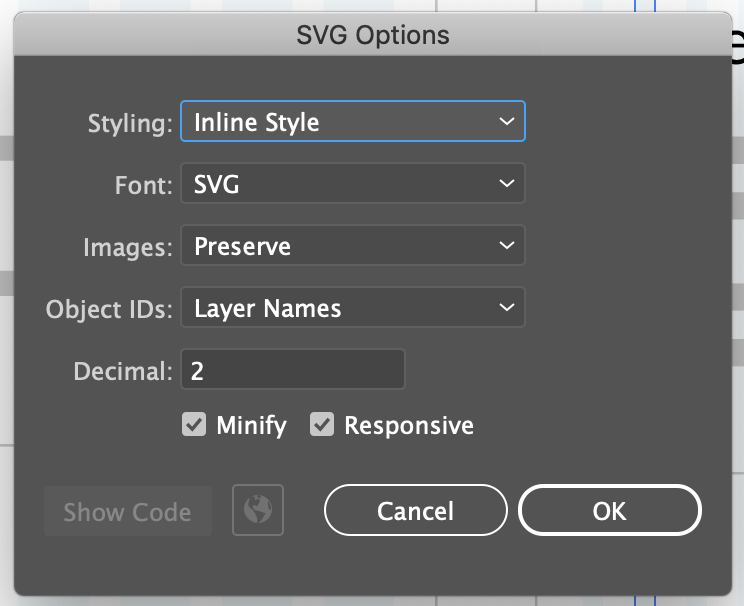 SVG Options
Styling: Inline Style
Font: SVG
Images: Preserve
Object IDs: Layer Names
Decimal: 2
Minify Responsive
Show Code Cancel OK